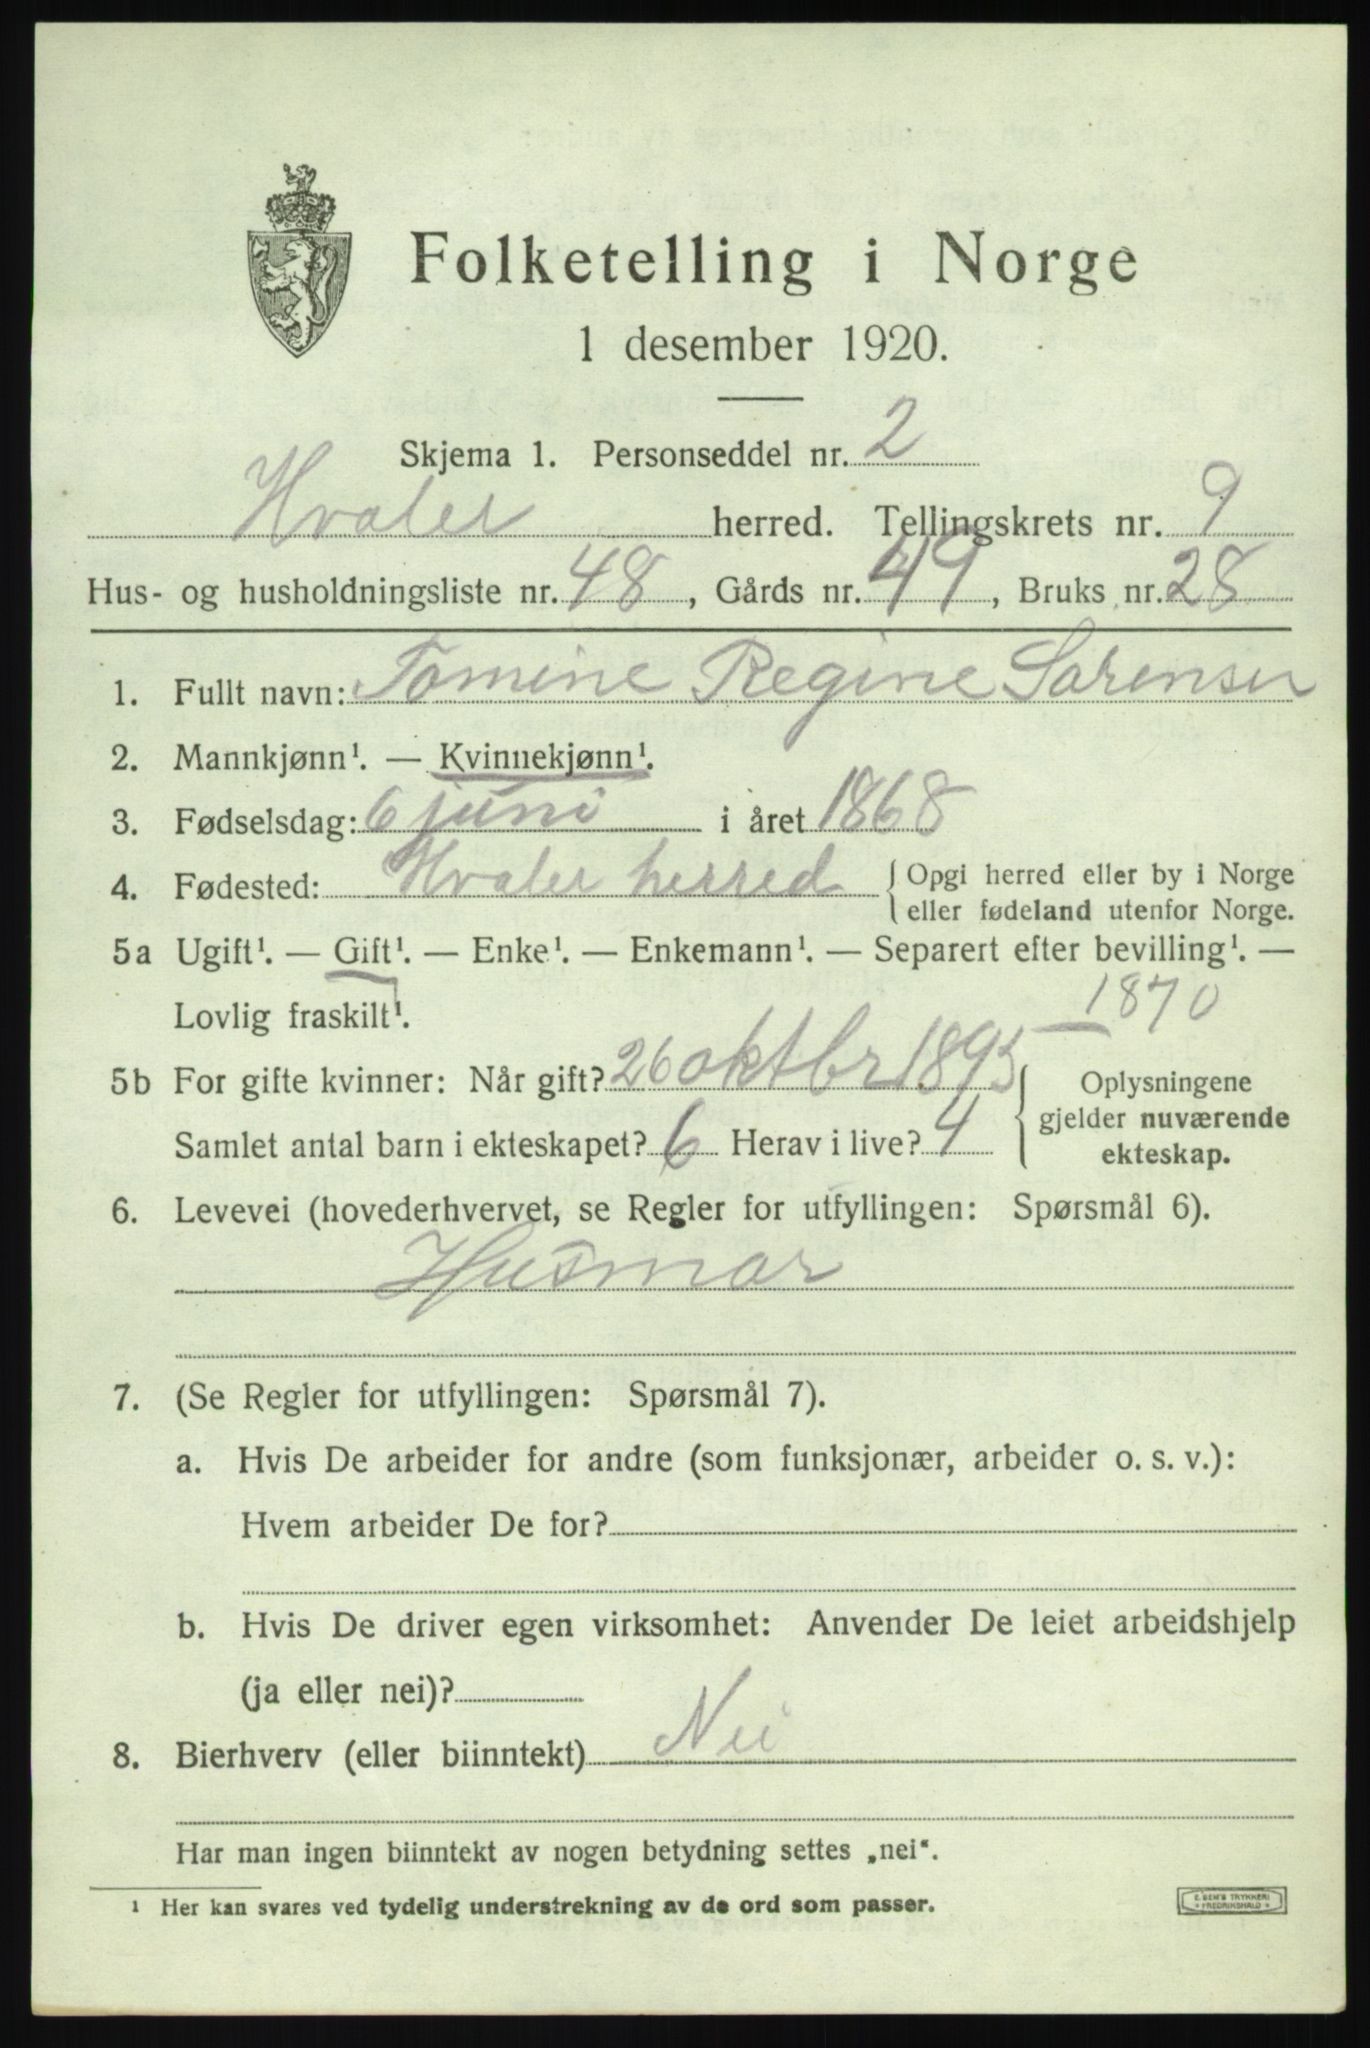 Folketelling i Norge
1 desember 1920.
Skjema 1. Personseddel nr. 2
Hvaler herred. Tellingskrets nr. 9
Hus- og husholdningsliste nr. 48, Gårds nr. 49, Bruks nr. 28
1. Fullt navn: Tomine Regine Sørensen
2. Mannkjønn¹. — Kvinnekjønn¹.
3. Fødselsdag: 6 juni i året 1868
4. Fødested: Hvaler herred { Opgi herred eller by i Norge
eller fødeland utenfor Norge.
5a Ugift¹. — Gift¹. — Enke¹. — Enkemann¹. — Separert efter bevilling¹. —
Lovlig fraskilt¹. 1870
5b For gifte kvinner: Når gift? 26 oktbr 1895
Samlet antal barn i ekteskapet? 6 Herav i live? 4
{ Oplysningene
gjelder nuværende
ekteskap.
6. Levevei (hovederhvervet, se Regler for utfyllingen: Spørsmål 6).
Husmor
7. (Se Regler for utfyllingen: Spørsmål 7).
a. Hvis De arbeider for andre (som funksjonær, arbeider o. s. v.):
Hvem arbeider De for?
b. Hvis De driver egen virksomhet: Anvender De leiet arbeidshjelp
(ja eller nei)?
8. Bierhverv (eller biinntekt) Nei
Har man ingen biinntekt av nogen betydning settes „nei“.
¹ Her kan svares ved tydelig understrekning av de ord som passer.
E. SEM'S TRYKKERI
FREDRIKSHALD